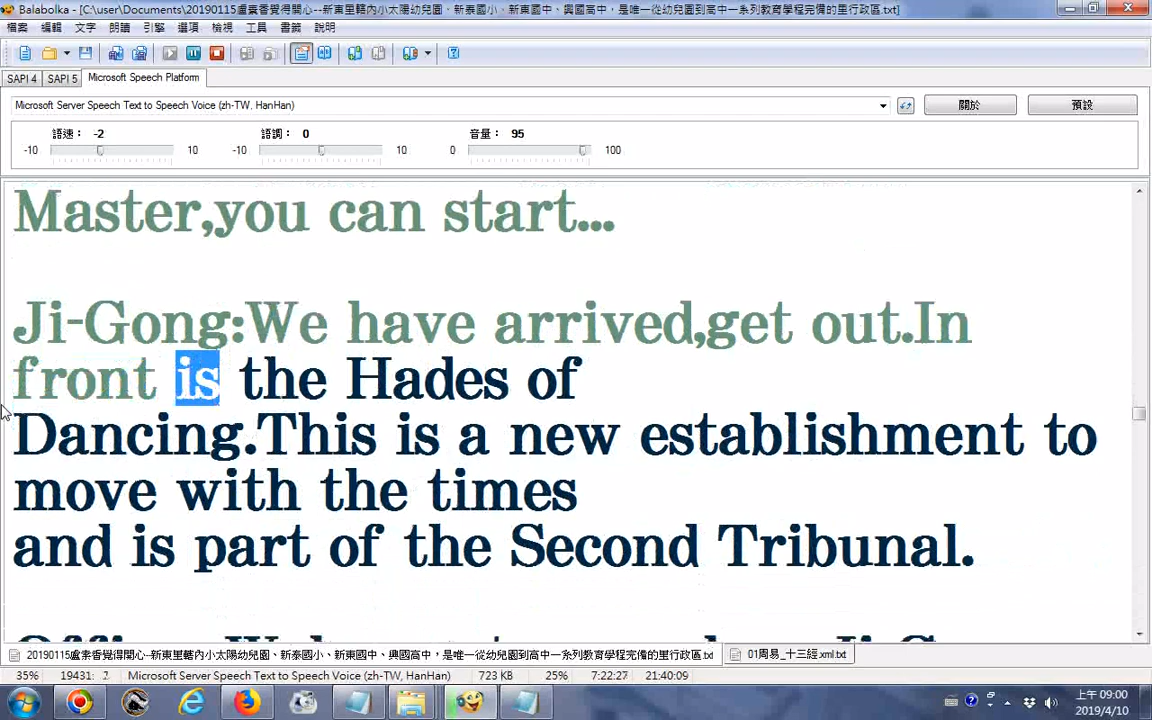 Balabolka - [C:\user\Documents\20190115盧素香覺得開心--新東里轄內小太陽幼兒園、新泰國小、新東國中、興國高中，是唯一從幼兒園到高中一系列教育學程完備的里行政區.txt]
檔案 編輯 文字 朗讀 引擎 選項 檢視 工具 書籤 說明
SAPI 4 SAPI 5 Microsoft Speech Platform
Microsoft Server Speech Text to Speech Voice (zh-TW, HanHan) 關於 預設
語速： -2 語調： 0 音量： 95
-10 10 -10 10 0 100
Master,you can start...
Ji-Gong:We have arrived,get out.In
front is the Hades of
Dancing.This is a new establishment to
move with the times
and is part of the Second Tribunal.
20190115盧素香覺得開心--新東里轄內小太陽幼兒園、新泰國小、新東國中、興國高中，是唯一從幼兒園到高中一系列教育學程完備的里行政區.txt 01周易_十三經.xml.txt
35% 19431: Microsoft Server Speech Text to Speech Voice (zh-TW, HanHan) 723 KB 25% 7:22:27 21:40:09
上午 09:00
2019/4/10